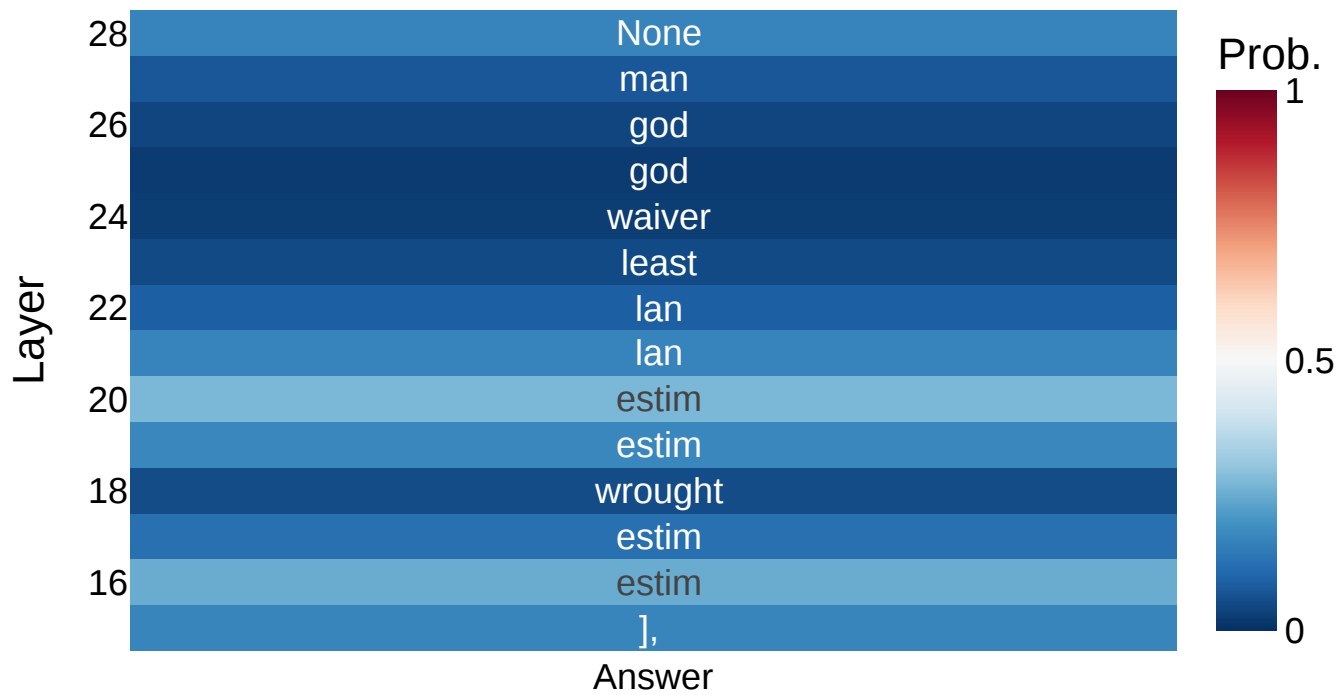 28 None
man
26 god
god
24 waiver
least
22 lan
lan
20 estim
estim
18 wrought
estim
16 estim
],
Answer
Layer
Prob.
1
0.5
0